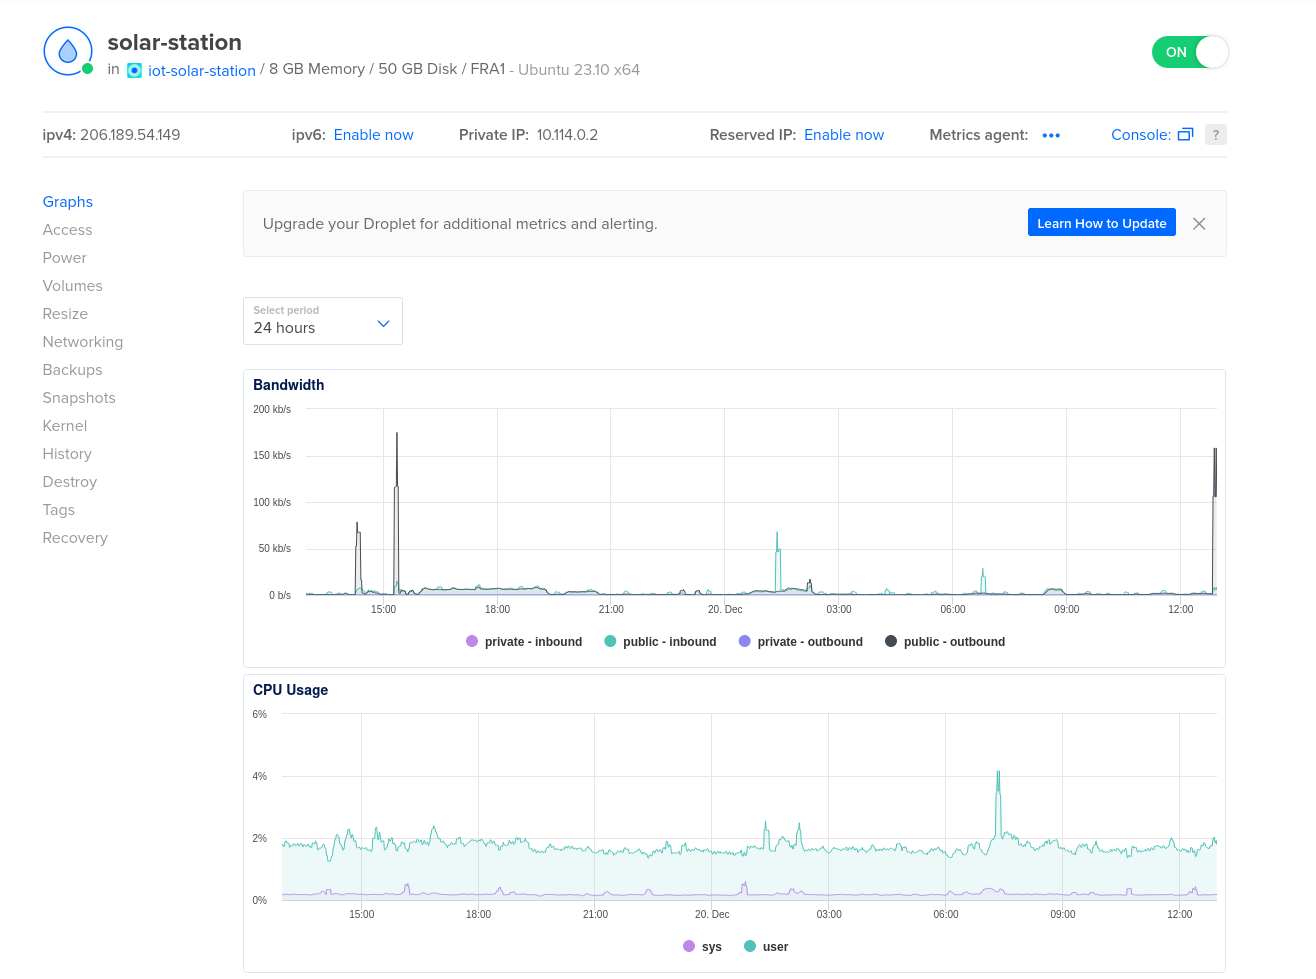 solar-station
in iot-solar-station / 8 GB Memory / 50 GB Disk / FRA1 - Ubuntu 23.10 x64
ON
ipv4: 206.189.54.149 ipv6: Enable now Private IP: 10.114.0.2 Reserved IP: Enable now Metrics agent: ••• Console: ?
Graphs
Access
Power
Volumes
Resize
Networking
Backups
Snapshots
Kernel
History
Destroy
Tags
Recovery
Upgrade your Droplet for additional metrics and alerting.
Learn How to Update
Select period
24 hours
Bandwidth
200 kb/s
150 kb/s
100 kb/s
50 kb/s
0 b/s
15:00 18:00 21:00 20. Dec 03:00 06:00 09:00 12:00
private - inbound public - inbound private - outbound public - outbound
CPU Usage
6%
4%
2%
0%
15:00 18:00 21:00 20. Dec 03:00 06:00 09:00 12:00
sys user